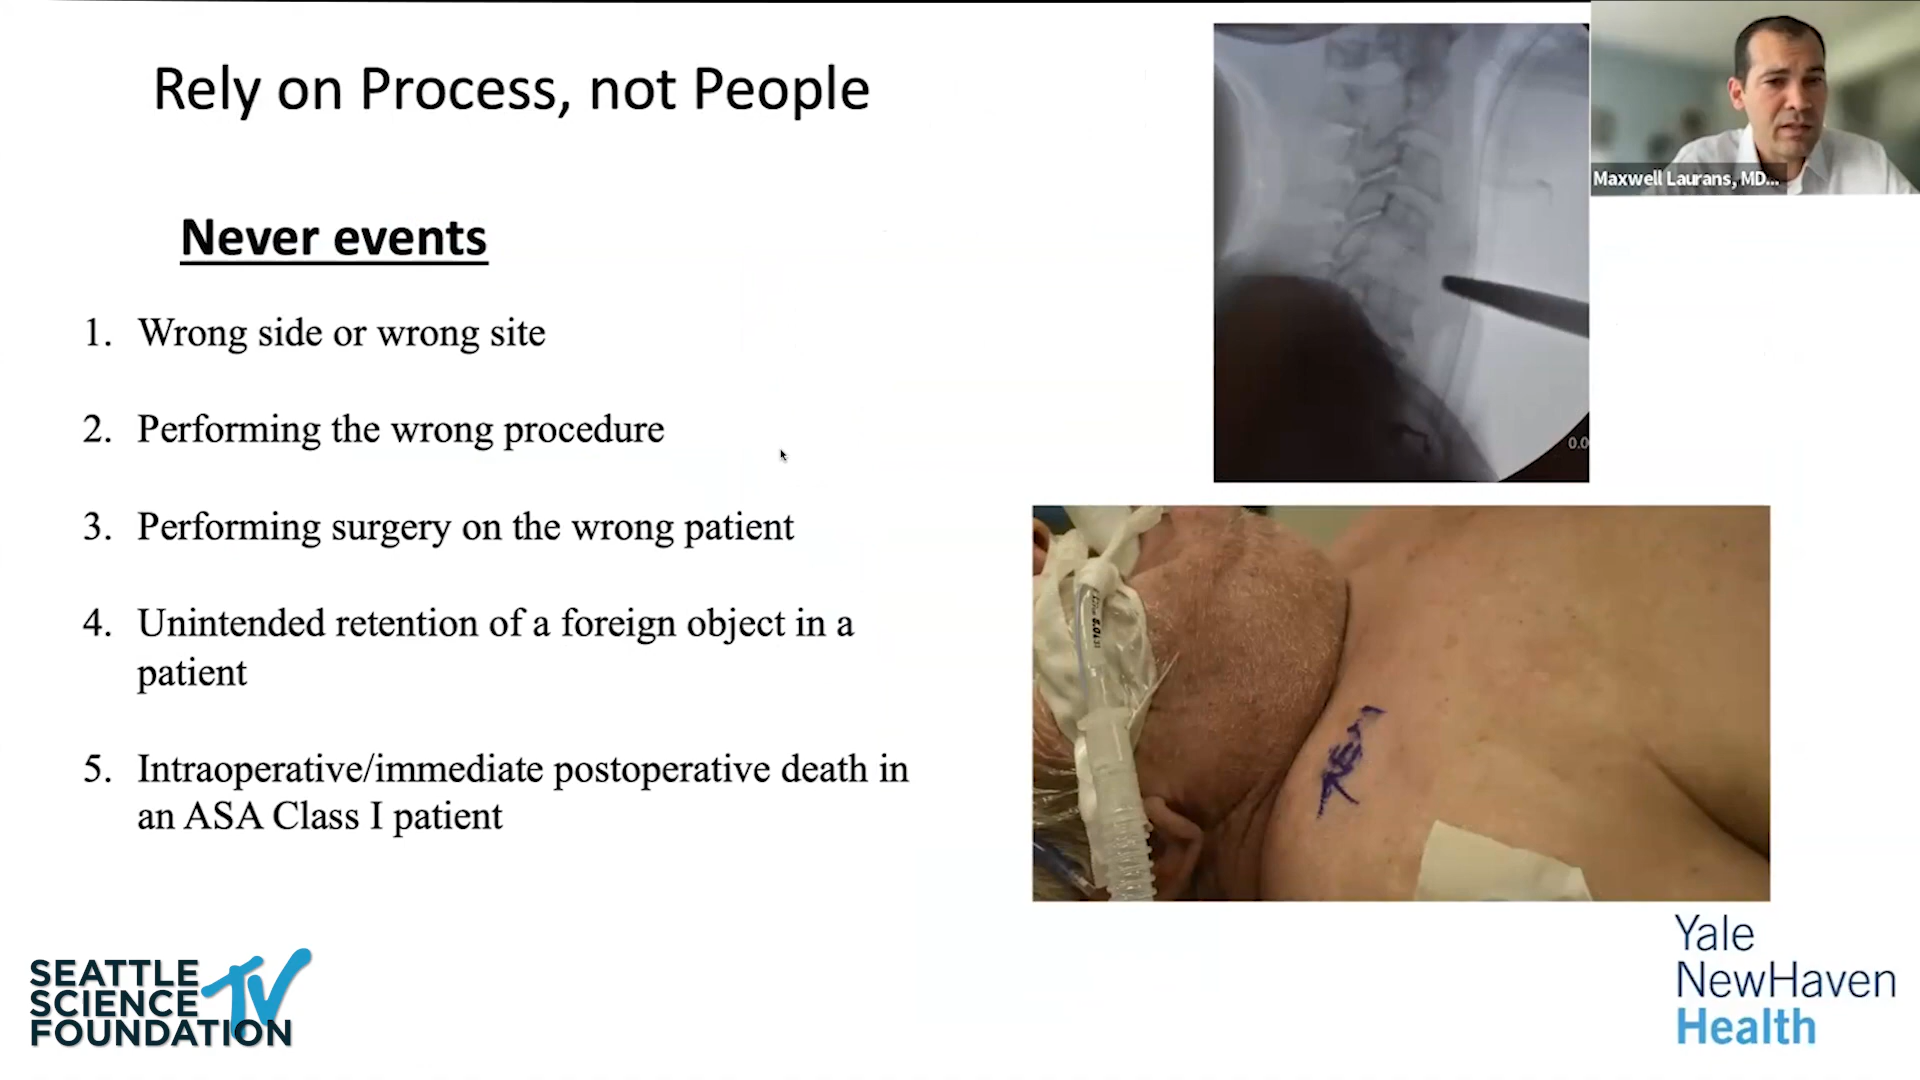 Rely on Process, not People
Maxwell Laurans, MD...
Never events
1. Wrong side or wrong site
2. Performing the wrong procedure
3. Performing surgery on the wrong patient
4. Unintended retention of a foreign object in a
patient
5. Intraoperative/immediate postoperative death in
an ASA Class I patient
0.0
SEATTLE
SCIENCE
FOUNDATION
TV
Yale
NewHaven
Health